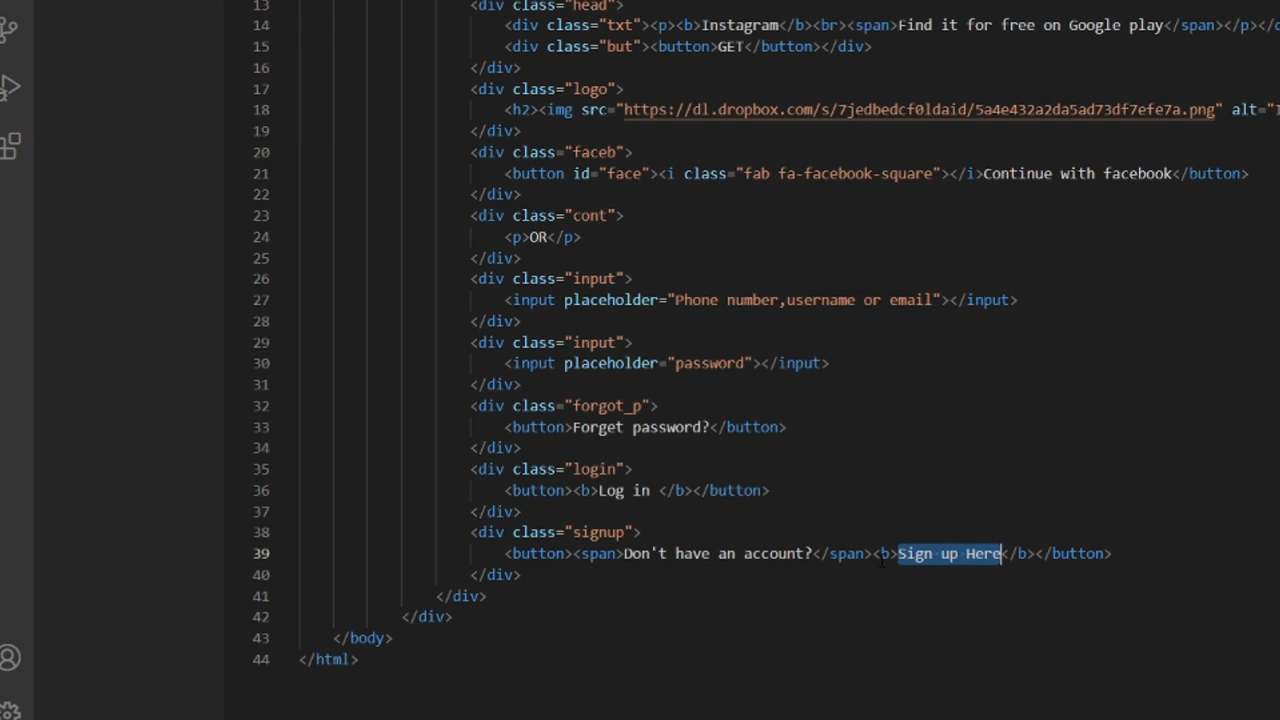 13 <div class="head">
14 <div class="txt"><p><b>Instagram</b><br><span>Find it for free on Google play</span></p></
15 <div class="but"><button>GET</button></div>
16 </div>
17 <div class="logo">
18 <h2><img src="https://dl.dropbox.com/s/7jedbedcf0ldaid/5a4e432a2da5ad73df7efe7a.png" alt="
19 </div>
20 <div class="faceb">
21 <button id="face"><i class="fab fa-facebook-square"></i>Continue with facebook</button>
22 </div>
23 <div class="cont">
24 <p>OR</p>
25 </div>
26 <div class="input">
27 <input placeholder="Phone number,username or email"></input>
28 </div>
29 <div class="input">
30 <input placeholder="password"></input>
31 </div>
32 <div class="forgot_p">
33 <button>Forget password?</button>
34 </div>
35 <div class="login">
36 <button><b>Log in </b></button>
37 </div>
38 <div class="signup">
39 <button><span>Don't have an account?</span><b>Sign up Here</b></button>
40 </div>
41 </div>
42 </div>
43 </body>
44 </html>